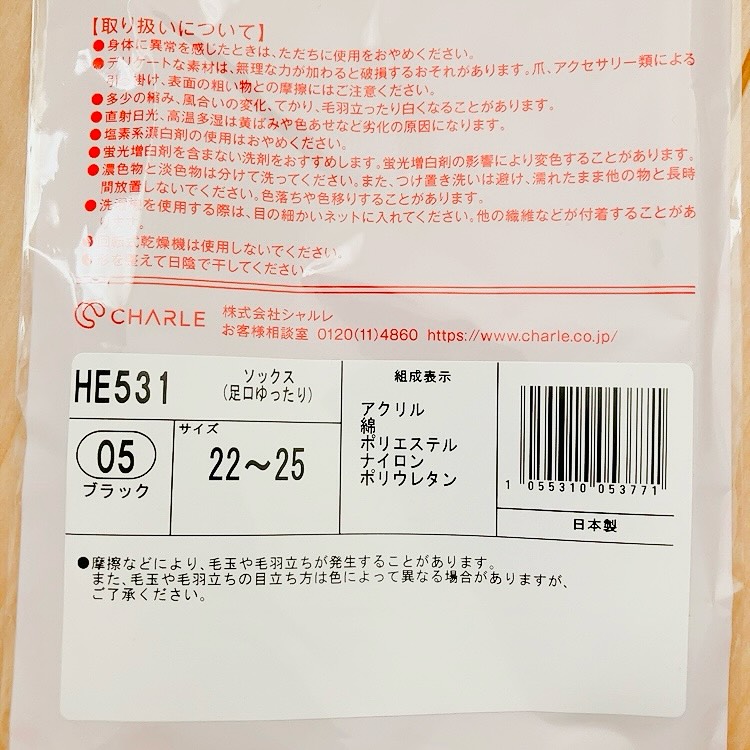 【取り扱いについて】
●身体に異常を感じたときは、ただちに使用をおやめください。
●デリケートな素材は、無理な力が加わると破損するおそれがあります。爪、アクセサリー類による
引っ掛け、表面の粗い物との摩擦にはご注意ください。
●多少の縮み、風合いの変化、てかり、毛羽立ったり白くなることがあります。
●直射日光、高温多湿は黄ばみや色あせなど劣化の原因になります。
●塩素系漂白剤の使用はおやめください。
●蛍光増白剤を含まない洗剤をおすすめします。蛍光増白剤の影響により変色することがあります。
●濃色物と淡色物は分けて洗ってください。また、つけ置き洗いは避け、濡れたまま他の物と長時
間放置しないでください。色落ちや色移りすることがあります。
●洗濯機を使用する際は、目の細かいネットに入れてください。他の繊維などが付着することがあ
●回転式乾燥機は使用しないでください。
●形を整えて日陰で干してください
CHARLE 株式会社シャルレ
お客様相談室 0120(11)4860 https://www.charle.co.jp/
HE531
ソックス
(足口ゆったり)
05
ブラック
サイズ
22～25
組成表示
アクリル
綿
ポリエステル
ナイロン
ポリウレタン
1 055310 053771
日本製
●摩擦などにより、毛玉や毛羽立ちが発生することがあります。
また、毛玉や毛羽立ちの目立ち方は色によって異なる場合がありますが、
ご了承ください。